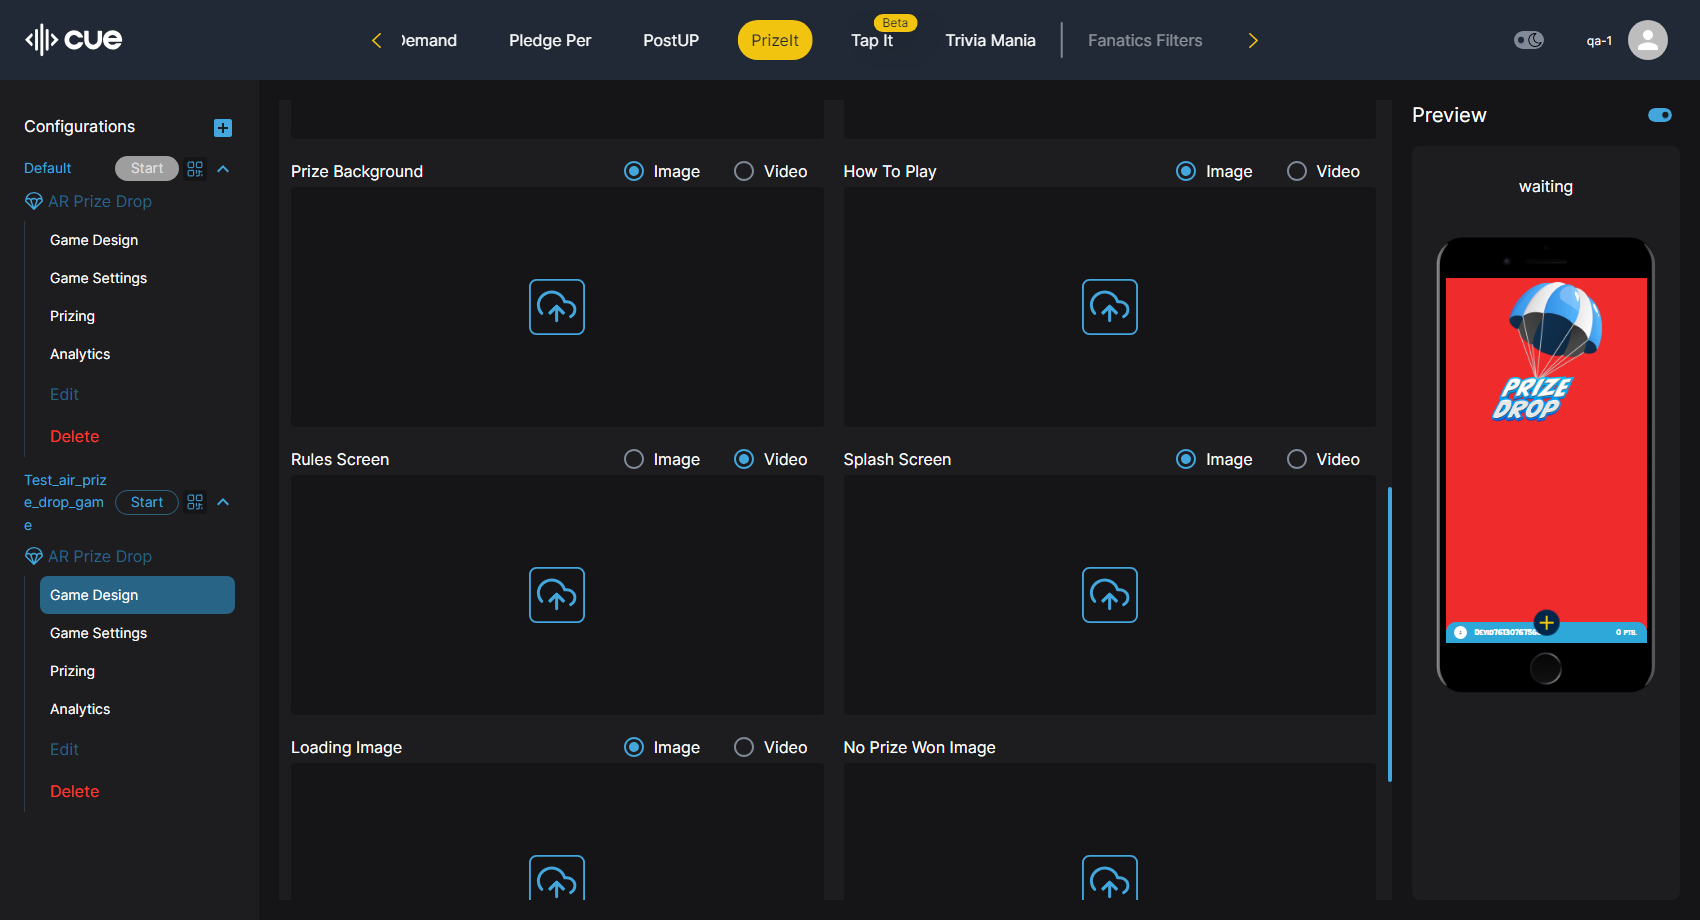 cue
Demand
Pledge Per
PostUP
PrizeIt
Beta
Tap It
Trivia Mania
Fanatics Filters
qa-1
Configurations
Default
Start
AR Prize Drop
Game Design
Game Settings
Prizing
Analytics
Edit
Delete
Test_air_priz
e_drop_gam
e
Start
AR Prize Drop
Game Design
Game Settings
Prizing
Analytics
Edit
Delete
Prize Background
Image
Video
How To Play
Image
Video
Rules Screen
Image
Video
Splash Screen
Image
Video
Loading Image
Image
Video
No Prize Won Image
Preview
waiting
PRIZE
DROP
0 PTS.